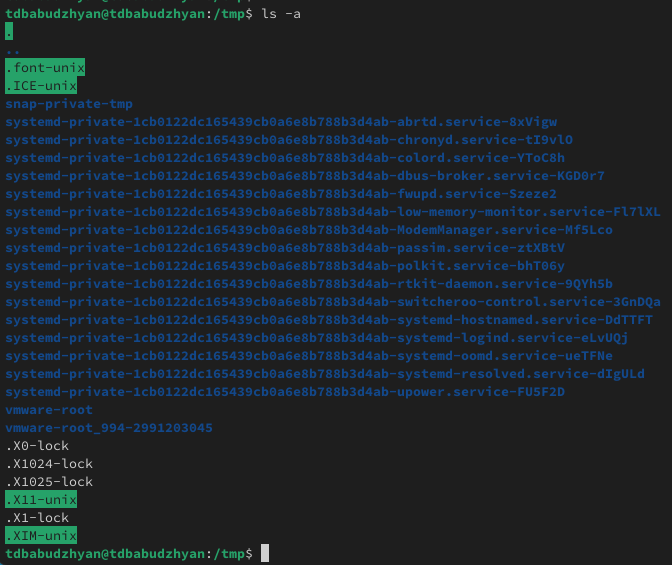 tdbabudzhyan@tdbabudzhyan:/tmp$ ls -a
.
..
.font-unix
.ICE-unix
snap-private-tmp
systemd-private-1cb0122dc165439cb0a6e8b788b3d4ab-abrtd.service-8xVigw
systemd-private-1cb0122dc165439cb0a6e8b788b3d4ab-chronyd.service-tI9vlO
systemd-private-1cb0122dc165439cb0a6e8b788b3d4ab-colord.service-YToC8h
systemd-private-1cb0122dc165439cb0a6e8b788b3d4ab-dbus-broker.service-KGD0r7
systemd-private-1cb0122dc165439cb0a6e8b788b3d4ab-fwupd.service-Szeze2
systemd-private-1cb0122dc165439cb0a6e8b788b3d4ab-low-memory-monitor.service-Fl7lXL
systemd-private-1cb0122dc165439cb0a6e8b788b3d4ab-ModemManager.service-Mf5Lco
systemd-private-1cb0122dc165439cb0a6e8b788b3d4ab-passim.service-ztXBtV
systemd-private-1cb0122dc165439cb0a6e8b788b3d4ab-polkit.service-bhT06y
systemd-private-1cb0122dc165439cb0a6e8b788b3d4ab-rtkit-daemon.service-9QYh5b
systemd-private-1cb0122dc165439cb0a6e8b788b3d4ab-switcheroo-control.service-3GnDQa
systemd-private-1cb0122dc165439cb0a6e8b788b3d4ab-systemd-hostnamed.service-DdTTFT
systemd-private-1cb0122dc165439cb0a6e8b788b3d4ab-systemd-logind.service-eLvUQj
systemd-private-1cb0122dc165439cb0a6e8b788b3d4ab-systemd-oomd.service-ueTFNe
systemd-private-1cb0122dc165439cb0a6e8b788b3d4ab-systemd-resolved.service-dIgULd
systemd-private-1cb0122dc165439cb0a6e8b788b3d4ab-upower.service-FU5F2D
vmware-root
vmware-root_994-2991203045
.X0-lock
.X1024-lock
.X1025-lock
.X11-unix
.X1-lock
.XIM-unix
tdbabudzhyan@tdbabudzhyan:/tmp$